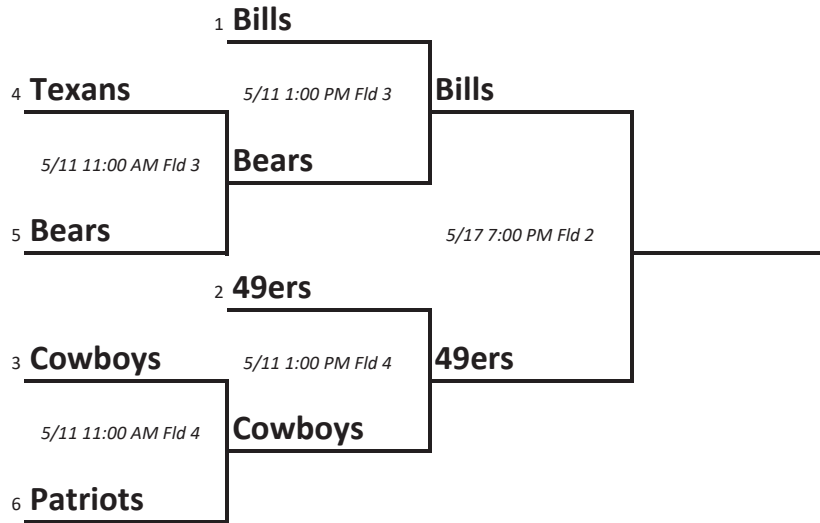 1 Bills
4 Texans
5/11 1:00 PM Fld 3
Bills
5/11 11:00 AM Fld 3
Bears
5 Bears
5/17 7:00 PM Fld 2
2 49ers
3 Cowboys
5/11 1:00 PM Fld 4
49ers
5/11 11:00 AM Fld 4
Cowboys
6 Patriots